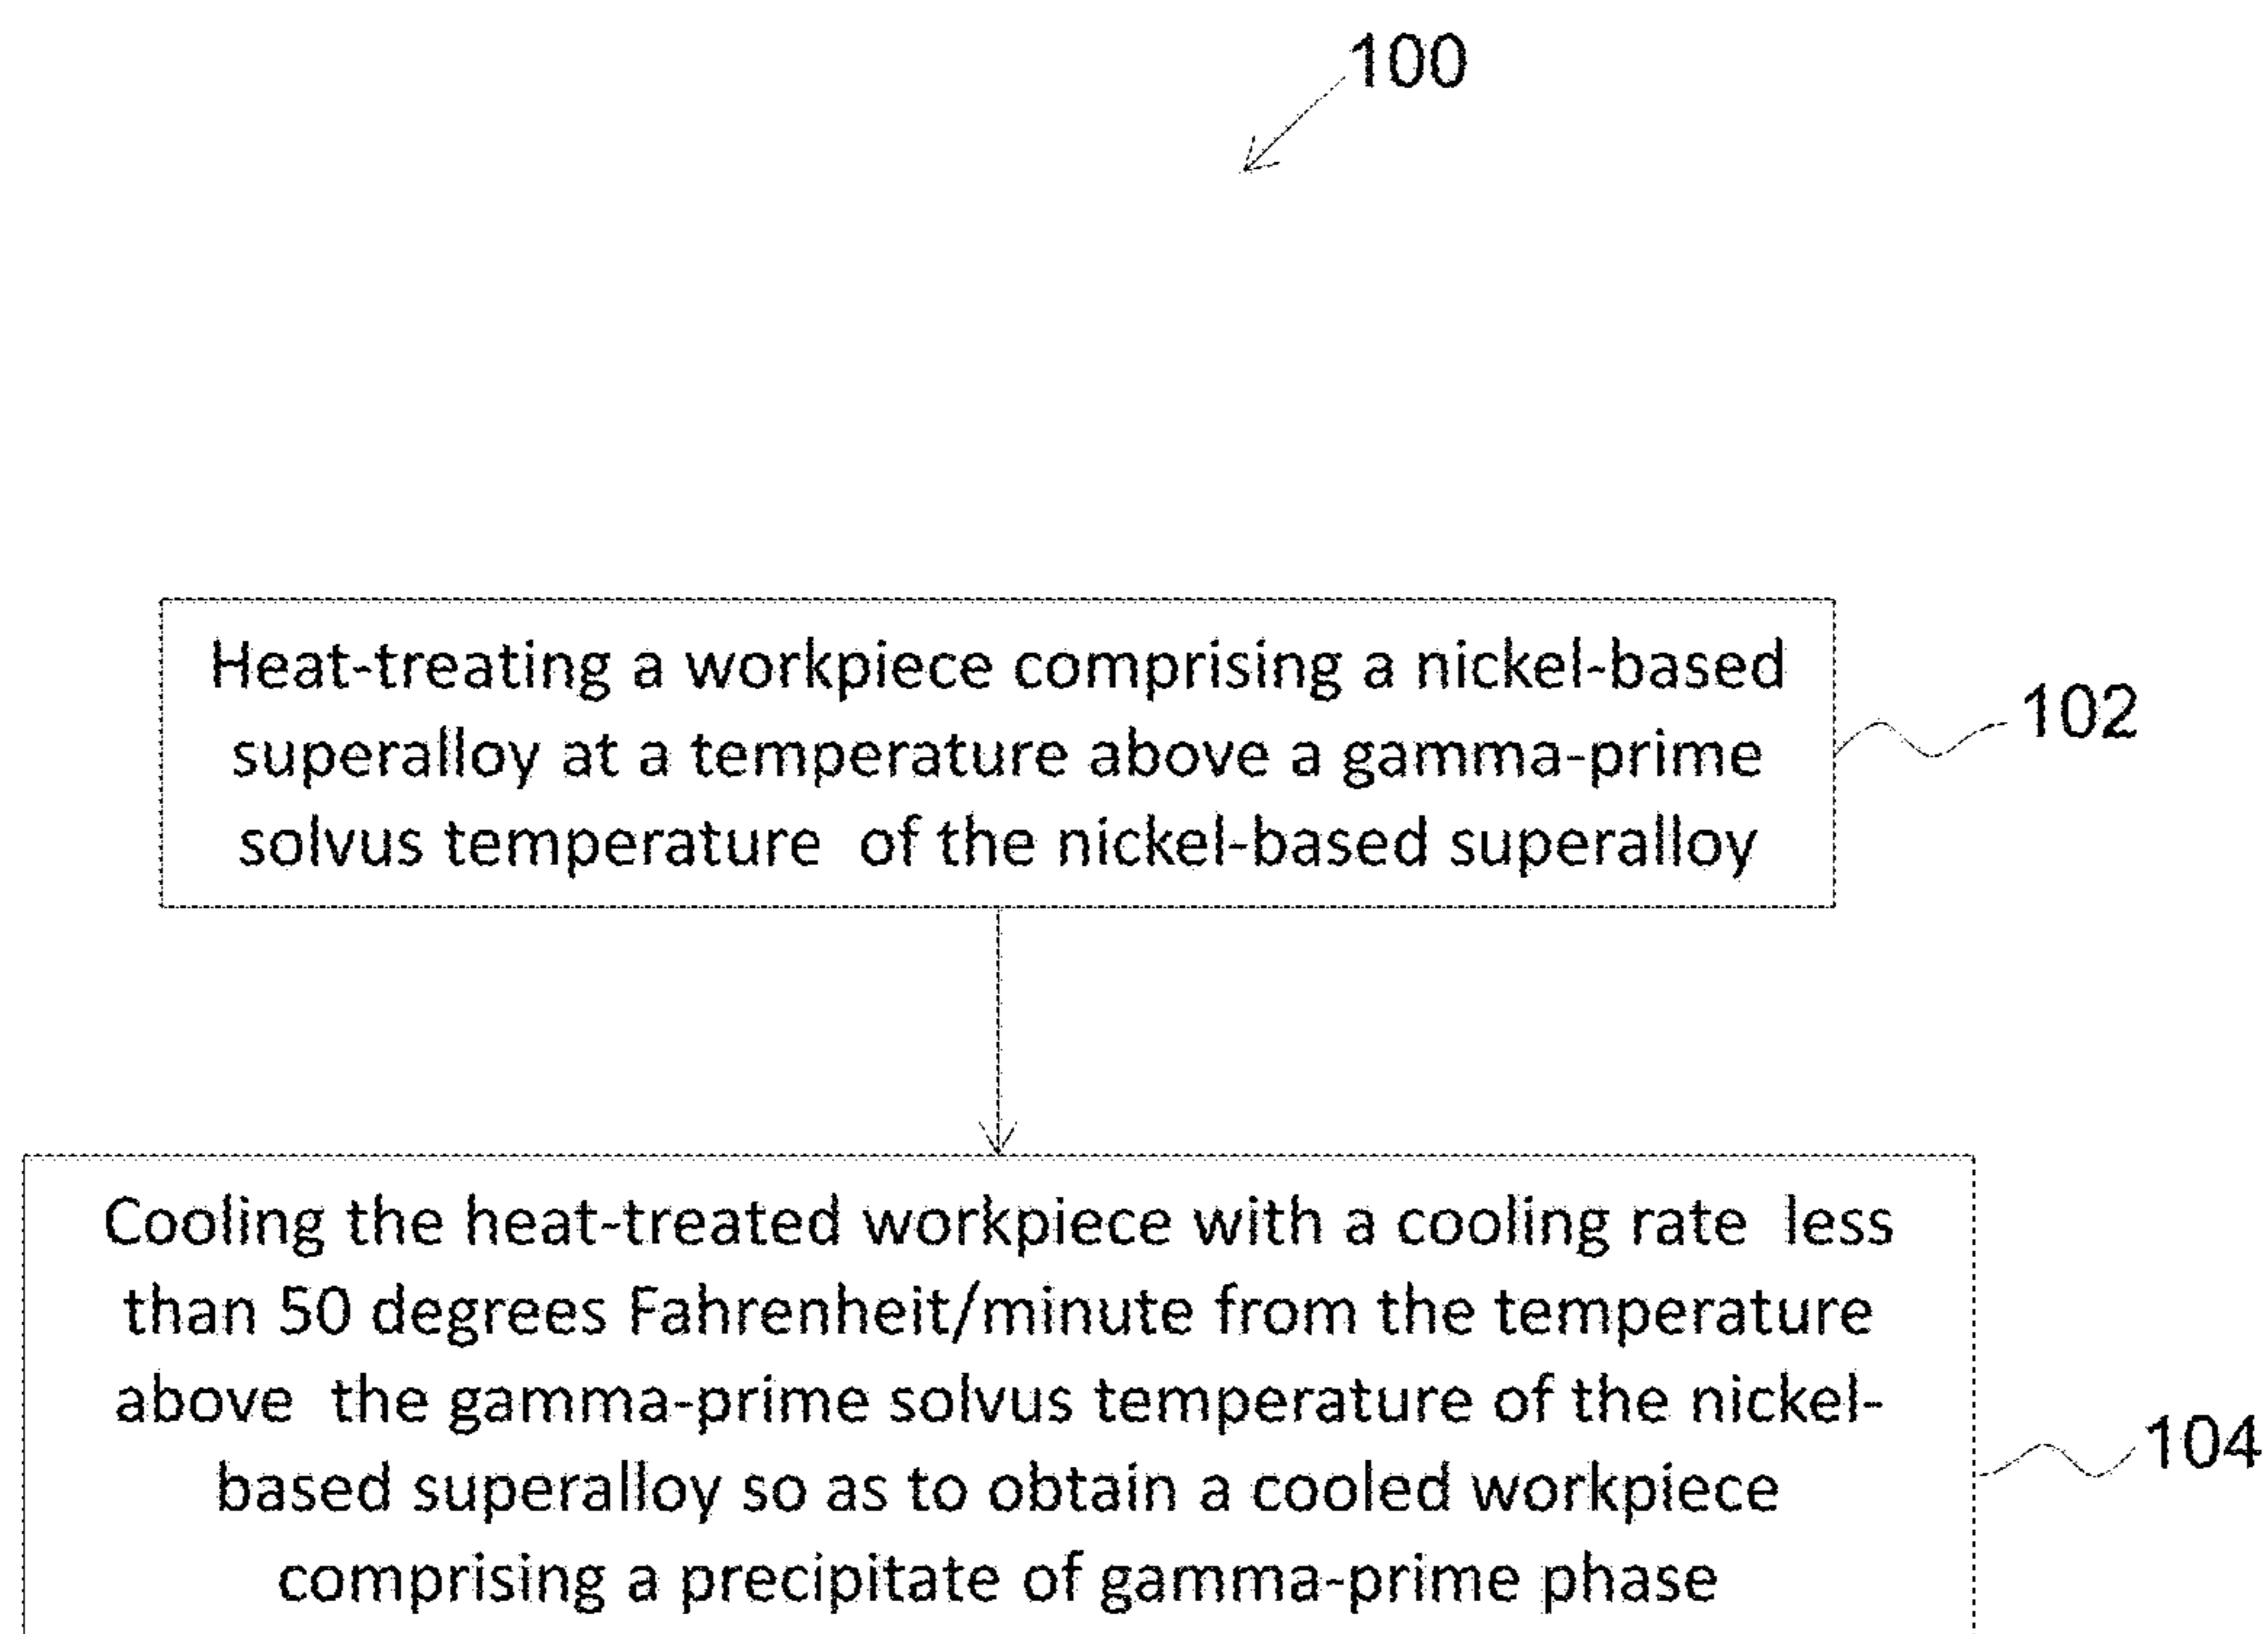 100
Heat-treating a workpiece comprising a nickel-based
superalloy at a temperature above a gamma-prime
solvus temperature of the nickel-based superalloy
102
Cooling the heat-treated workpiece with a cooling rate less
than 50 degrees Fahrenheit/minute from the temperature
above the gamma-prime solvus temperature of the nickel-
based superalloy so as to obtain a cooled workpiece
comprising a precipitate of gamma-prime phase
104